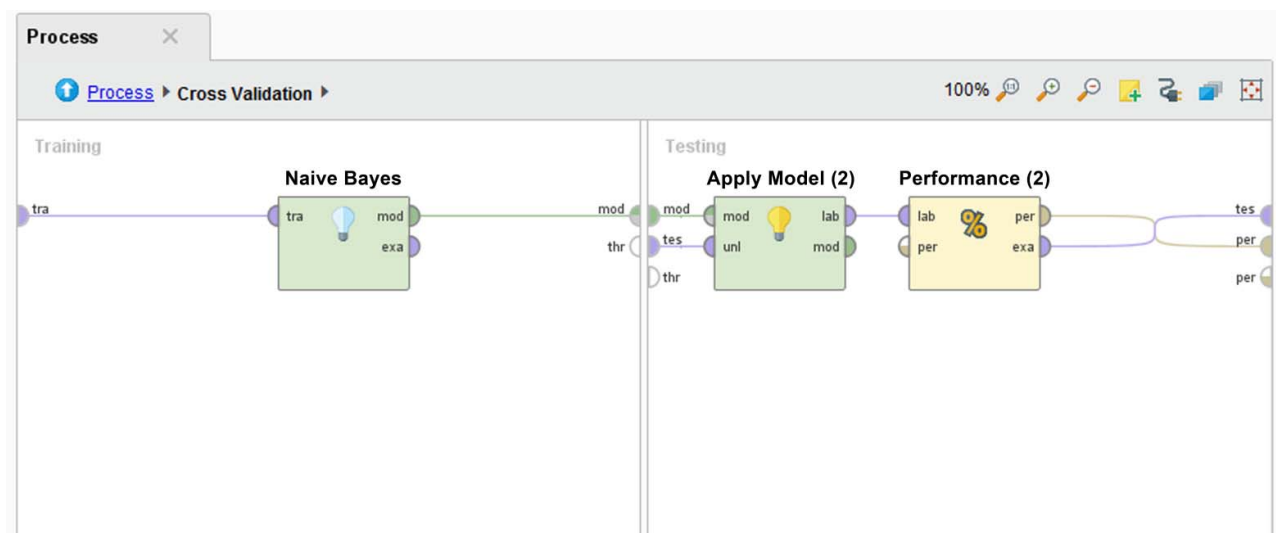 Process
Process Cross Validation
100%
Training
Testing
Naive Bayes
Apply Model (2)
Performance (2)
tra
tra
mod
exa
mod
thr
mod
tes
thr
mod
unl
lab
mod
lab
per
per
exa
tes
per
per